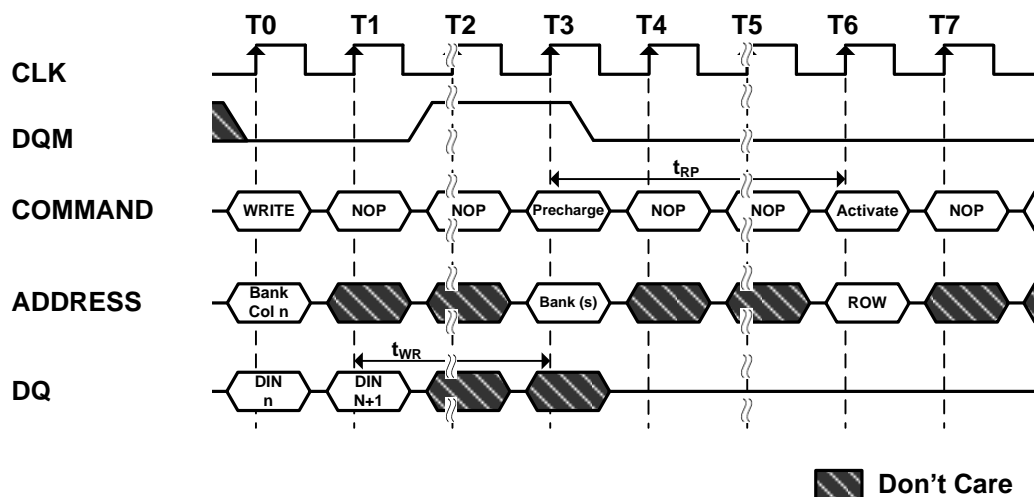 T0 T1 T2 T3 T4 T5 T6 T7
CLK
DQM
tRP
COMMAND WRITE NOP NOP Precharge NOP NOP Activate NOP
ADDRESS Bank Col n Bank (s) ROW
tWR
DQ DIN n DIN N+1
Don't Care